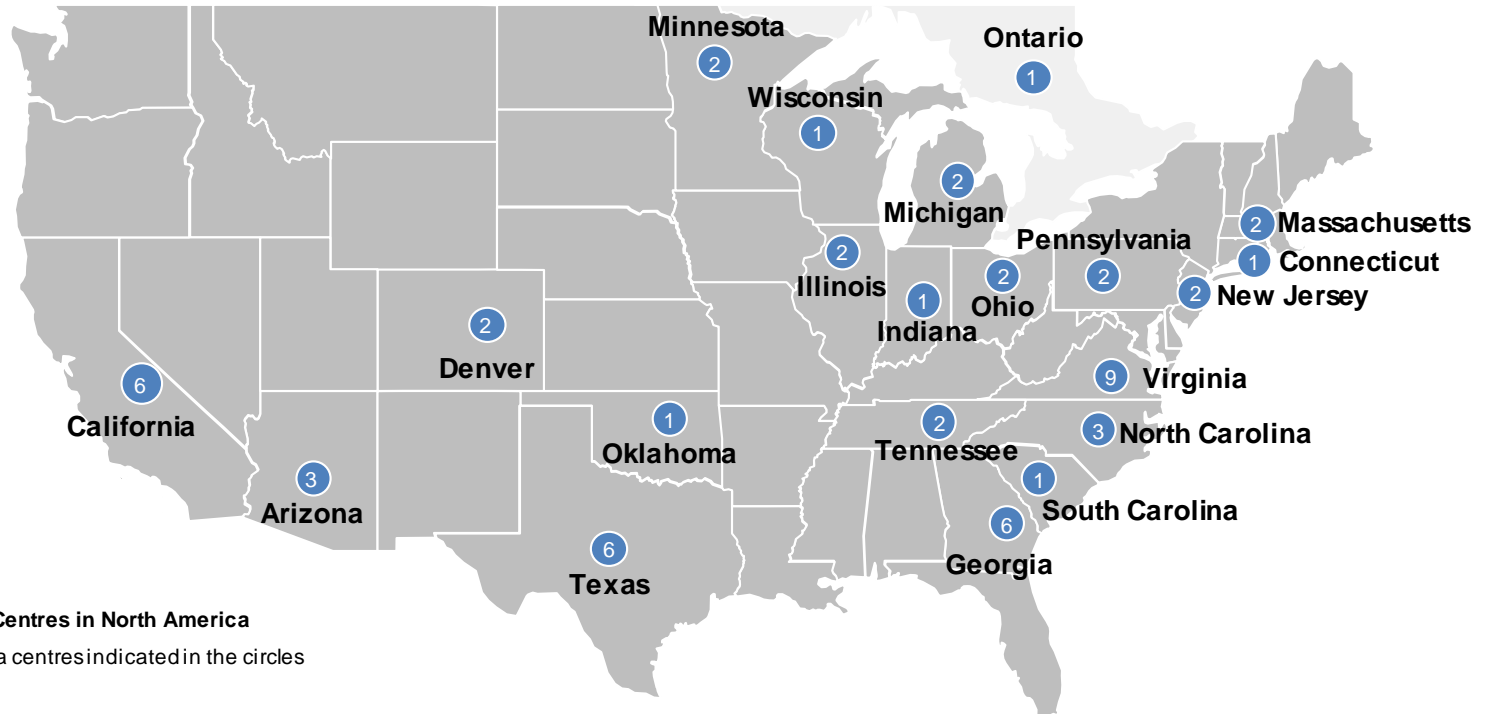 Minnesota
2
Ontario
1
Wisconsin
1
2
Michigan
2
Massachusetts
Pennsylvania
2
1
Connecticut
2
Illinois
2
Ohio
1
Indiana
2
New Jersey
2
Denver
9
Virginia
6
California
1
Oklahoma
2
Tennessee
3
North Carolina
3
Arizona
1
South Carolina
6
Georgia
6
Texas
Centres in North America
a centres indicated in the circles